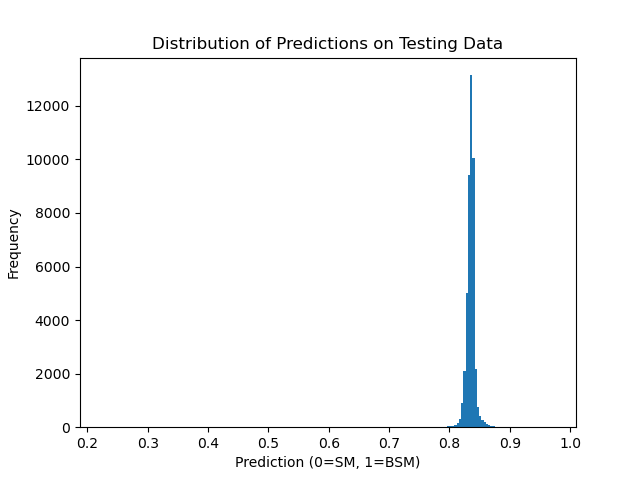 Distribution of Predictions on Testing Data
12000
10000
8000
6000
4000
2000
0
Frequency
0.2 0.3 0.4 0.5 0.6 0.7 0.8 0.9 1.0
Prediction (0=SM, 1=BSM)